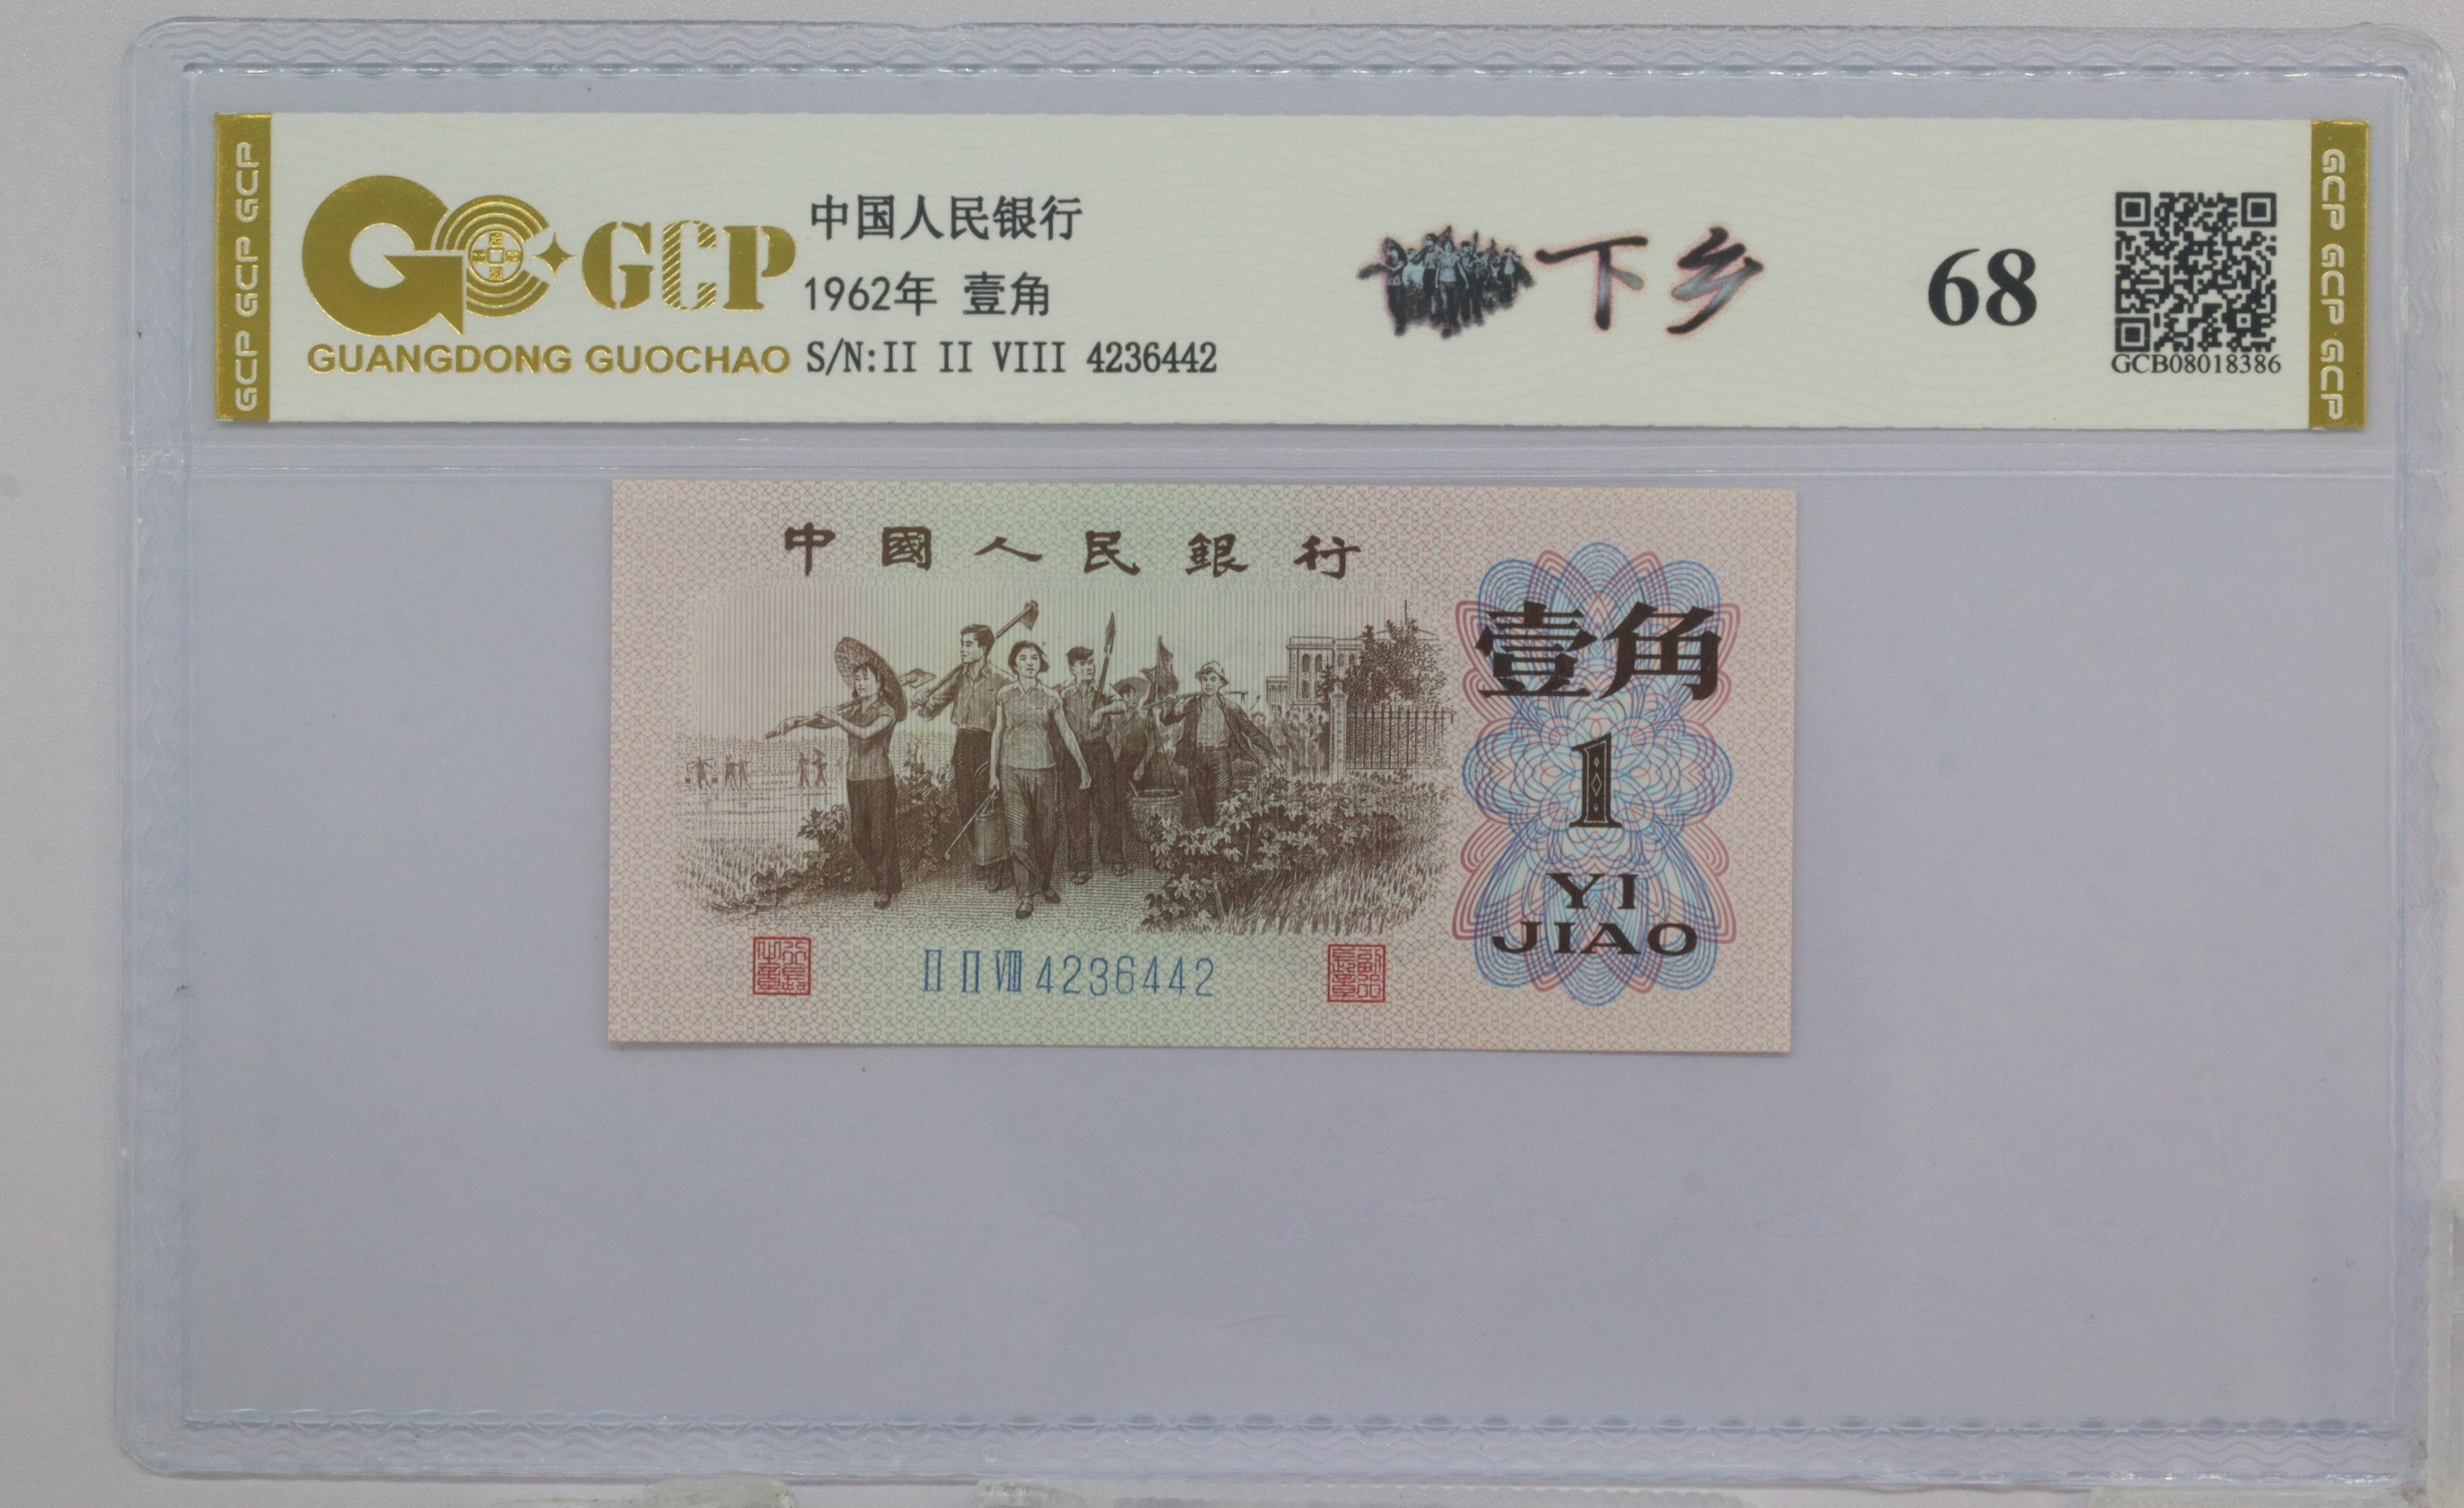 GCP GCP GCP
GCP
GUANGDONG GUOCHAO
中国人民银行
1962年 壹角
S/N:II II VIII 4236442
下乡
68
GCB08018386
GCP GCP GCP
中國人民銀行
壹角
1
YI
JIAO
II II VIII 4236442